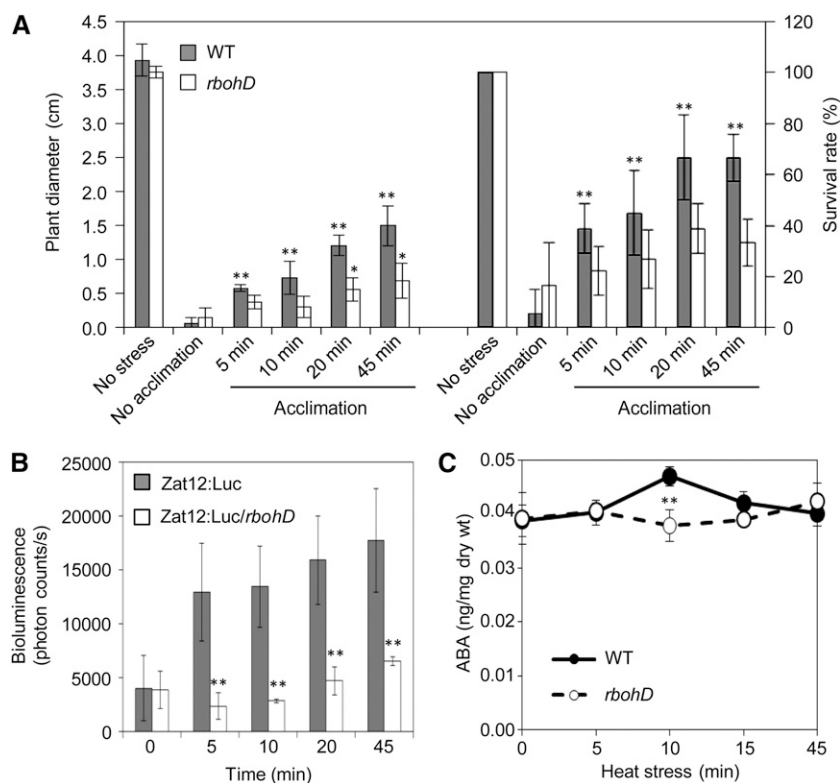 A
4.5
4.0
3.5
3.0
2.5
2.0
1.5
1.0
0.5
0.0
Plant diameter (cm)
WT
rbohD
** ** ** ** * *
** ** ** **
120
100
80
60
40
20
0
Survival rate (%)
No stress
No acclimation
5 min
10 min
20 min
45 min
Acclimation
No stress
No acclimation
5 min
10 min
20 min
45 min
Acclimation
B
25000
20000
15000
10000
5000
0
Bioluminescence
(photon counts/s)
Zat12:Luc
Zat12:Luc/rbohD
** ** ** **
0 5 10 20 45
Time (min)
C
0.05
0.04
0.03
0.02
0.01
0.00
ABA (ng/mg dry wt)
**
WT
rbohD
0 5 10 15 45
Heat stress (min)